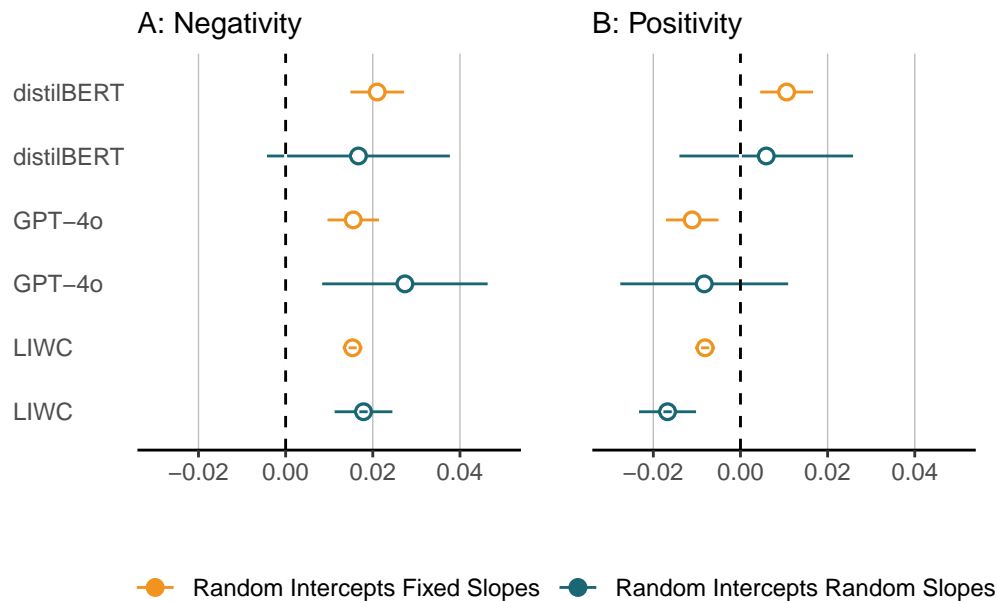 A: Negativity
B: Positivity
distilBERT
distilBERT
GPT−4o
GPT−4o
LIWC
LIWC
−0.02 0.00 0.02 0.04
−0.02 0.00 0.02 0.04
Random Intercepts Fixed Slopes
Random Intercepts Random Slopes